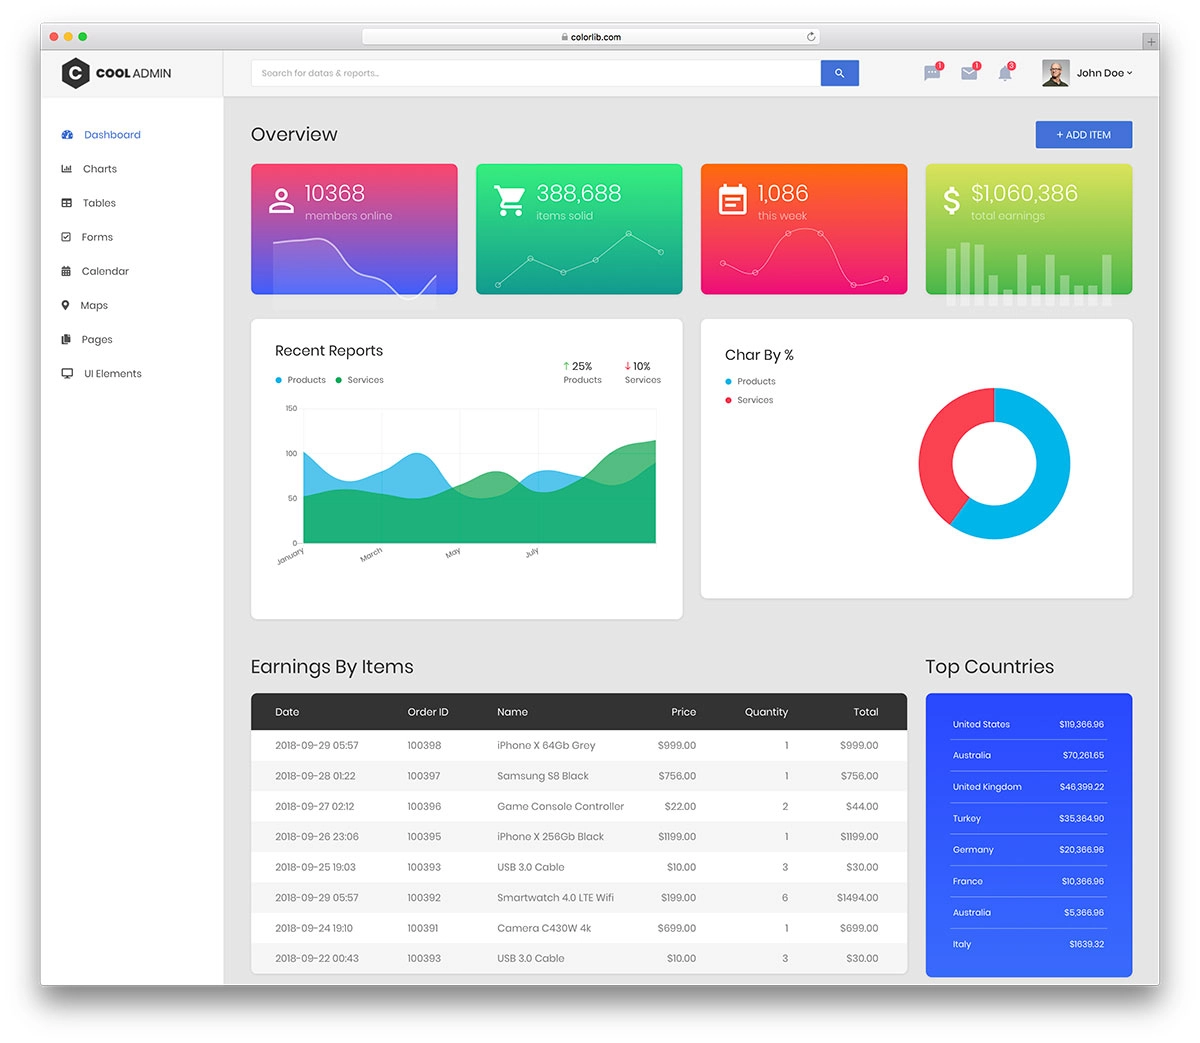 colorlib.com
COOL ADMIN
Search for datas & reports...
1
1
3
John Doe
Dashboard
Charts
Tables
Forms
Calendar
Maps
Pages
UI Elements
Overview
+ ADD ITEM
10368
members online
388,688
items solid
1,086
this week
$1,060,386
total earnings
Recent Reports
Products Services
25%
Products
10%
Services
150
100
50
0
January March May July
Char By %
Products
Services
Earnings By Items
Date Order ID Name Price Quantity Total
2018-09-29 05:57 100398 iPhone X 64Gb Grey $999.00 1 $999.00
2018-09-28 01:22 100397 Samsung S8 Black $756.00 1 $756.00
2018-09-27 02:12 100396 Game Console Controller $22.00 2 $44.00
2018-09-26 23:06 100395 iPhone X 256Gb Black $1199.00 1 $1199.00
2018-09-25 19:03 100393 USB 3.0 Cable $10.00 3 $30.00
2018-09-29 05:57 100392 Smartwatch 4.0 LTE Wifi $199.00 6 $1494.00
2018-09-24 19:10 100391 Camera C430W 4k $699.00 1 $699.00
2018-09-22 00:43 100393 USB 3.0 Cable $10.00 3 $30.00
Top Countries
United States $119,366.96
Australia $70,261.65
United Kingdom $46,399.22
Turkey $35,364.90
Germany $20,366.96
France $10,366.96
Australia $5,366.96
Italy $1639.32